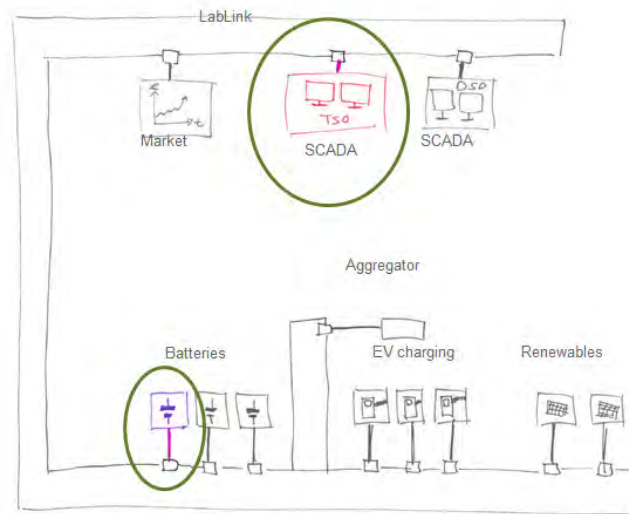 LabLink
€
t
Market
TSO
SCADA
DSO
SCADA
Aggregator
Batteries
EV charging
Renewables